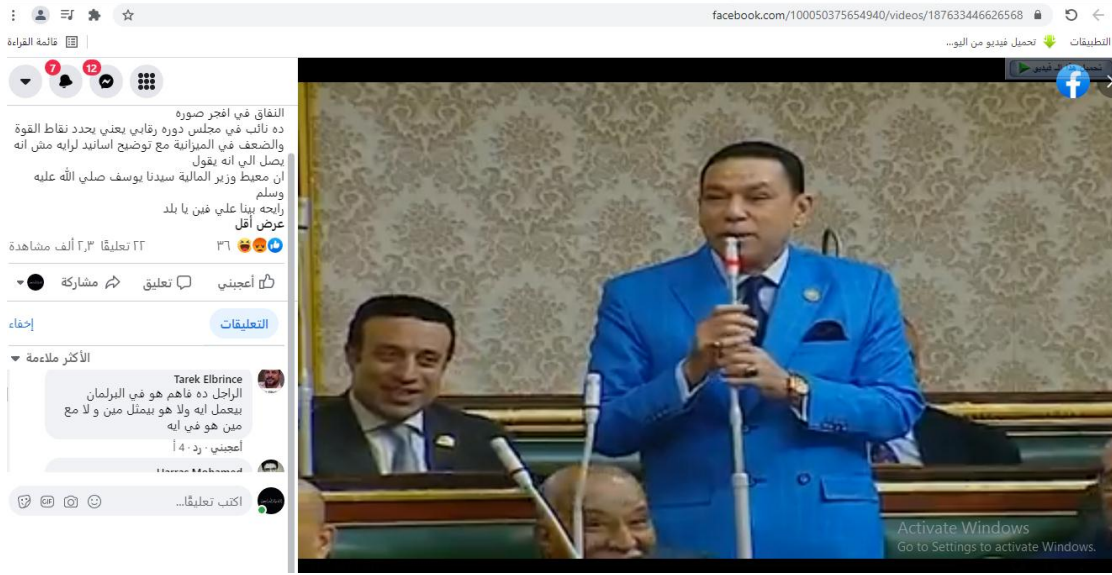 facebook.com/100050375654940/videos/187633446626568
التطبيقات
تحميل فيديو من اليو...
قائمة القراءة
7
12
النفاق في افجر صوره
ده نائب في مجلس دوره رقابي يعني يحدد نقاط القوة
والضعف في الميزانية مع توضيح اسانيد لرايه مش انه
يصل الي انه يقول
ان معيط وزير المالية سيدنا يوسف صلي الله عليه
وسلم
رايحه بينا علي فين يا بلد
عرض أقل
٣٦
٢٢ تعليقًا ٢٫٣ ألف مشاهدة
أعجبني
تعليق
مشاركة
التعليقات
إخفاء
الأكثر ملاءمة
Tarek Elbrince
الراجل ده فاهم هو في البرلمان
بيعمل ايه ولا هو بيمثل مين و لا مع
مين هو في ايه
أعجبني · رد · 4 أ
Harras Mohamed
اكتب تعليقًا...
GIF
Activate Windows
Go to Settings to activate Windows.